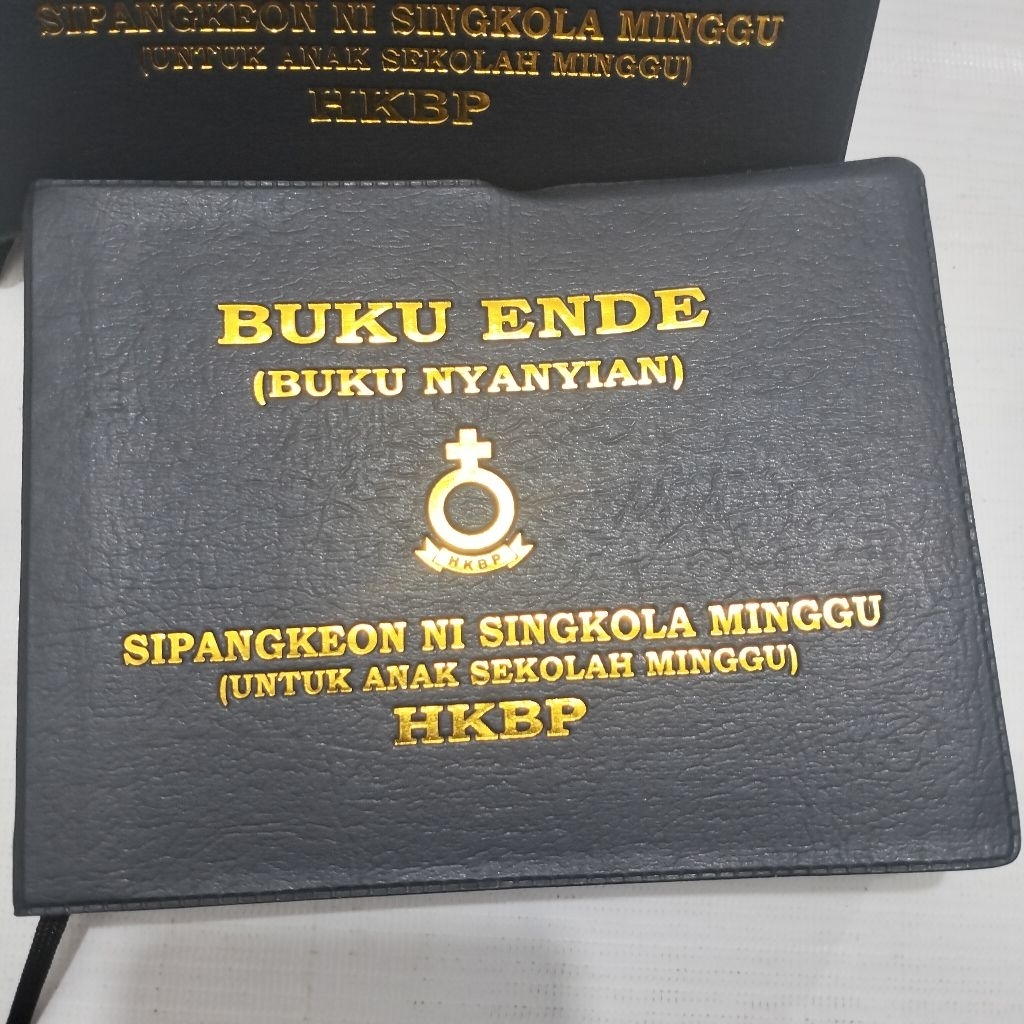 SIPANGKEON NI SINGKOLA MINGGU
(UNTUK ANAK SEKOLAH MINGGU)
HKBP
BUKU ENDE
(BUKU NYANYIAN)
HKBP
SIPANGKEON NI SINGKOLA MINGGU
(UNTUK ANAK SEKOLAH MINGGU)
HKBP